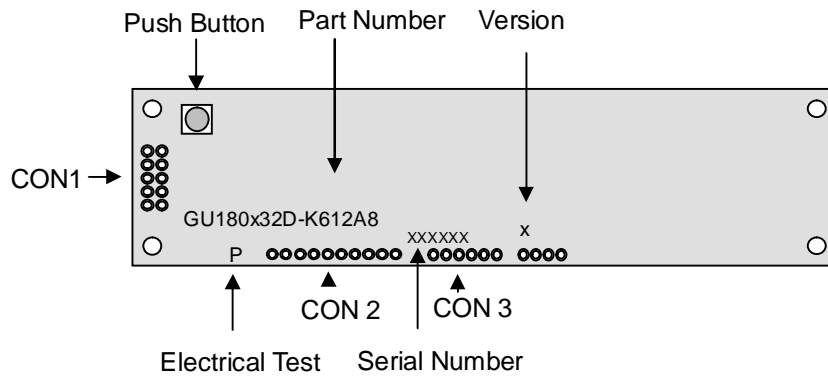 Push Button Part Number Version
CON1
GU180x32D-K612A8
XXXXXX
x
P
CON 2 CON 3
Electrical Test Serial Number